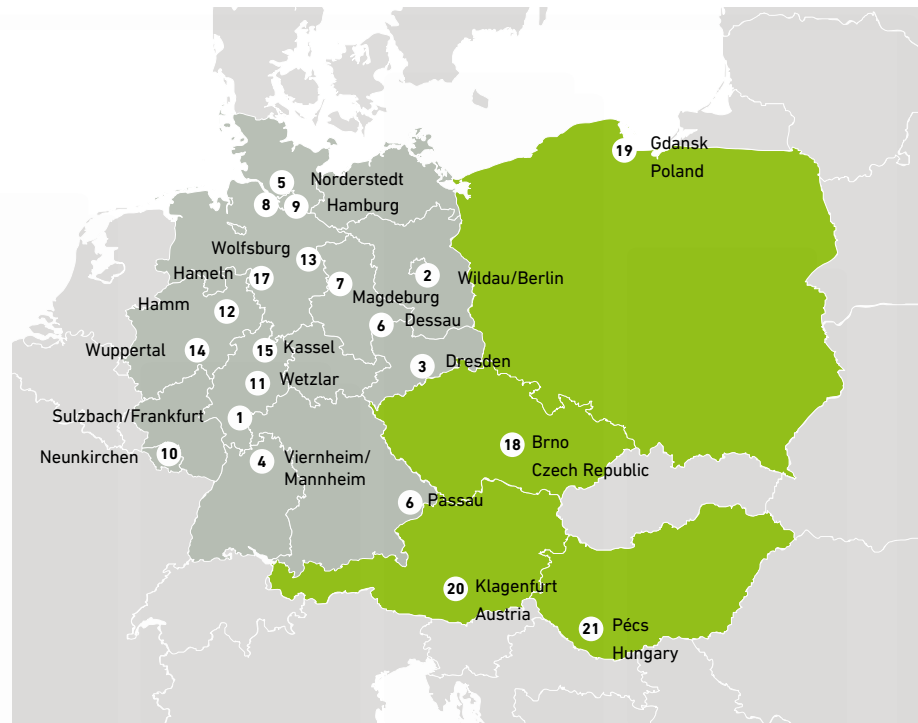 19 Gdansk
Poland
5 Norderstedt
8 9 Hamburg
Wolfsburg 13
Hameln 17
2 Wildau/Berlin
7 Magdeburg
Hamm 12
6 Dessau
Wuppertal 14
15 Kassel
3 Dresden
11 Wetzlar
Sulzbach/Frankfurt 1
Neunkirchen 10
4 Viernheim/
Mannheim
18 Brno
Czech Republic
6 Passau
20 Klagenfurt
Austria
21 Pécs
Hungary